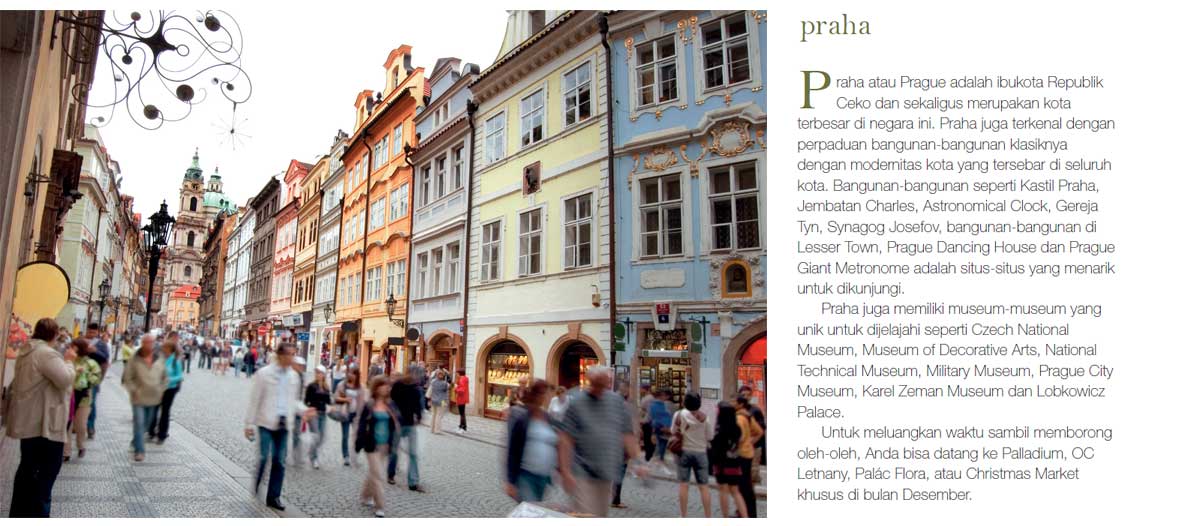 praha
Praha atau Prague adalah ibukota Republik
Ceko dan sekaligus merupakan kota
terbesar di negara ini. Praha juga terkenal dengan
perpaduan bangunan-bangunan klasiknya
dengan modernitas kota yang tersebar di seluruh
kota. Bangunan-bangunan seperti Kastil Praha,
Jembatan Charles, Astronomical Clock, Gereja
Tyn, Synagog Josefov, bangunan-bangunan di
Lesser Town, Prague Dancing House dan Prague
Giant Metronome adalah situs-situs yang menarik
untuk dikunjungi.
Praha juga memiliki museum-museum yang
unik untuk dijelajahi seperti Czech National
Museum, Museum of Decorative Arts, National
Technical Museum, Military Museum, Prague City
Museum, Karel Zeman Museum dan Lobkowicz
Palace.
Untuk meluangkan waktu sambil memborong
oleh-oleh, Anda bisa datang ke Palladium, OC
Letnany, Palác Flora, atau Christmas Market
khusus di bulan Desember.